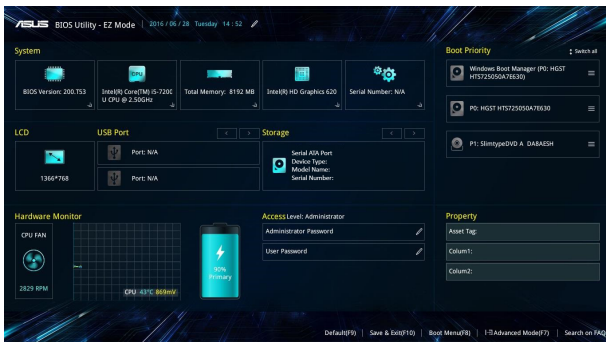 ASUS BIOS Utility - EZ Mode | 2016/06/28 Tuesday 14:52
System
BIOS Version: 200.T53
CPU
Intel(R) Core(TM) i5-7200
U CPU @ 2.50GHz
Total Memory: 8192 MB
Intel(R) HD Graphics 620
Serial Number: N/A
LCD
1366*768
USB Port
Port: N/A
Port: N/A
Storage
Serial ATA Port
Device Type:
Model Name:
Serial Number:
Boot Priority
Switch all
Windows Boot Manager (P0: HGST
HTS725050A7E630)
P0: HGST HTS725050A7E630
P1: SlimtypeDVD A DA8AESH
Hardware Monitor
CPU FAN
2829 RPM
CPU 43°C 869mV
90%
Primary
Access Level: Administrator
Administrator Password
User Password
Property
Asset Tag:
Colum1:
Colum2:
Default(F9) | Save & Exit(F10) | Boot Menu(F8) | Advanced Mode(F7) | Search on FAQ